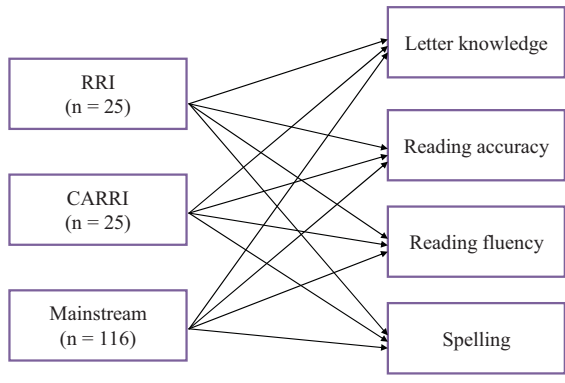 RRI
(n = 25)
CARRI
(n = 25)
Mainstream
(n = 116)
Letter knowledge
Reading accuracy
Reading fluency
Spelling